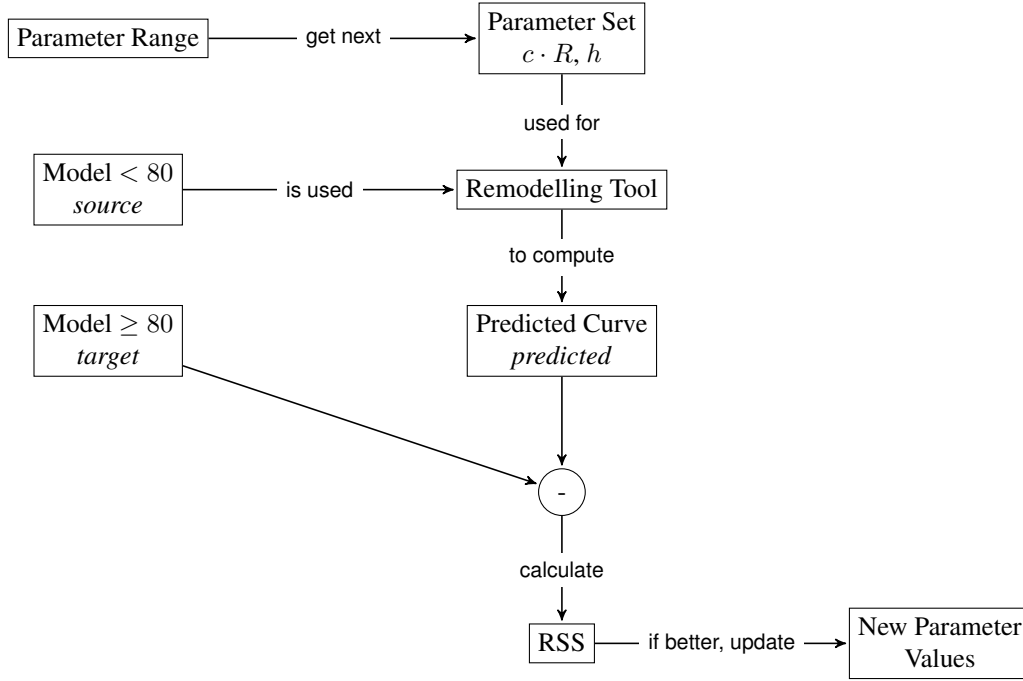 Parameter Range
get next
Parameter Set
c · R, h
used for
Model < 80
source
is used
Remodelling Tool
to compute
Model ≥ 80
target
Predicted Curve
predicted
-
calculate
RSS
if better, update
New Parameter
Values